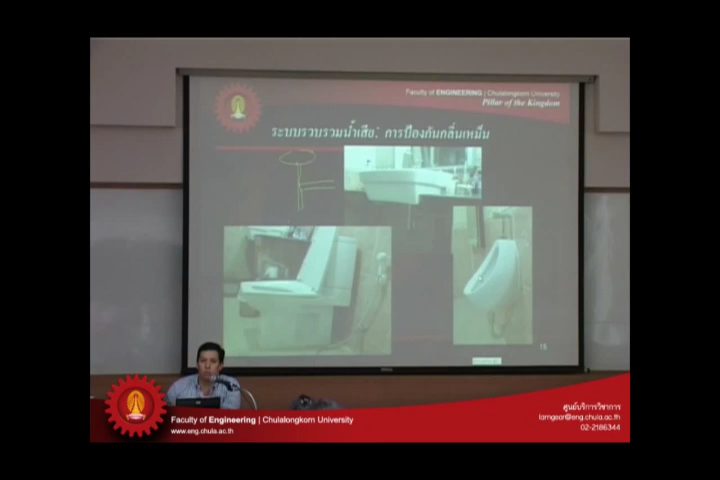 Faculty of ENGINEERING | Chulalongkorn University
Pillar of the Kingdom
ระบบรวบรวมน้ำเสีย: การป้องกันกลิ่นเหม็น
15
Faculty of Engineering | Chulalongkorn University
www.eng.chula.ac.th
ศูนย์บริการวิชาการ
iamgear@eng.chula.ac.th
02-2186344